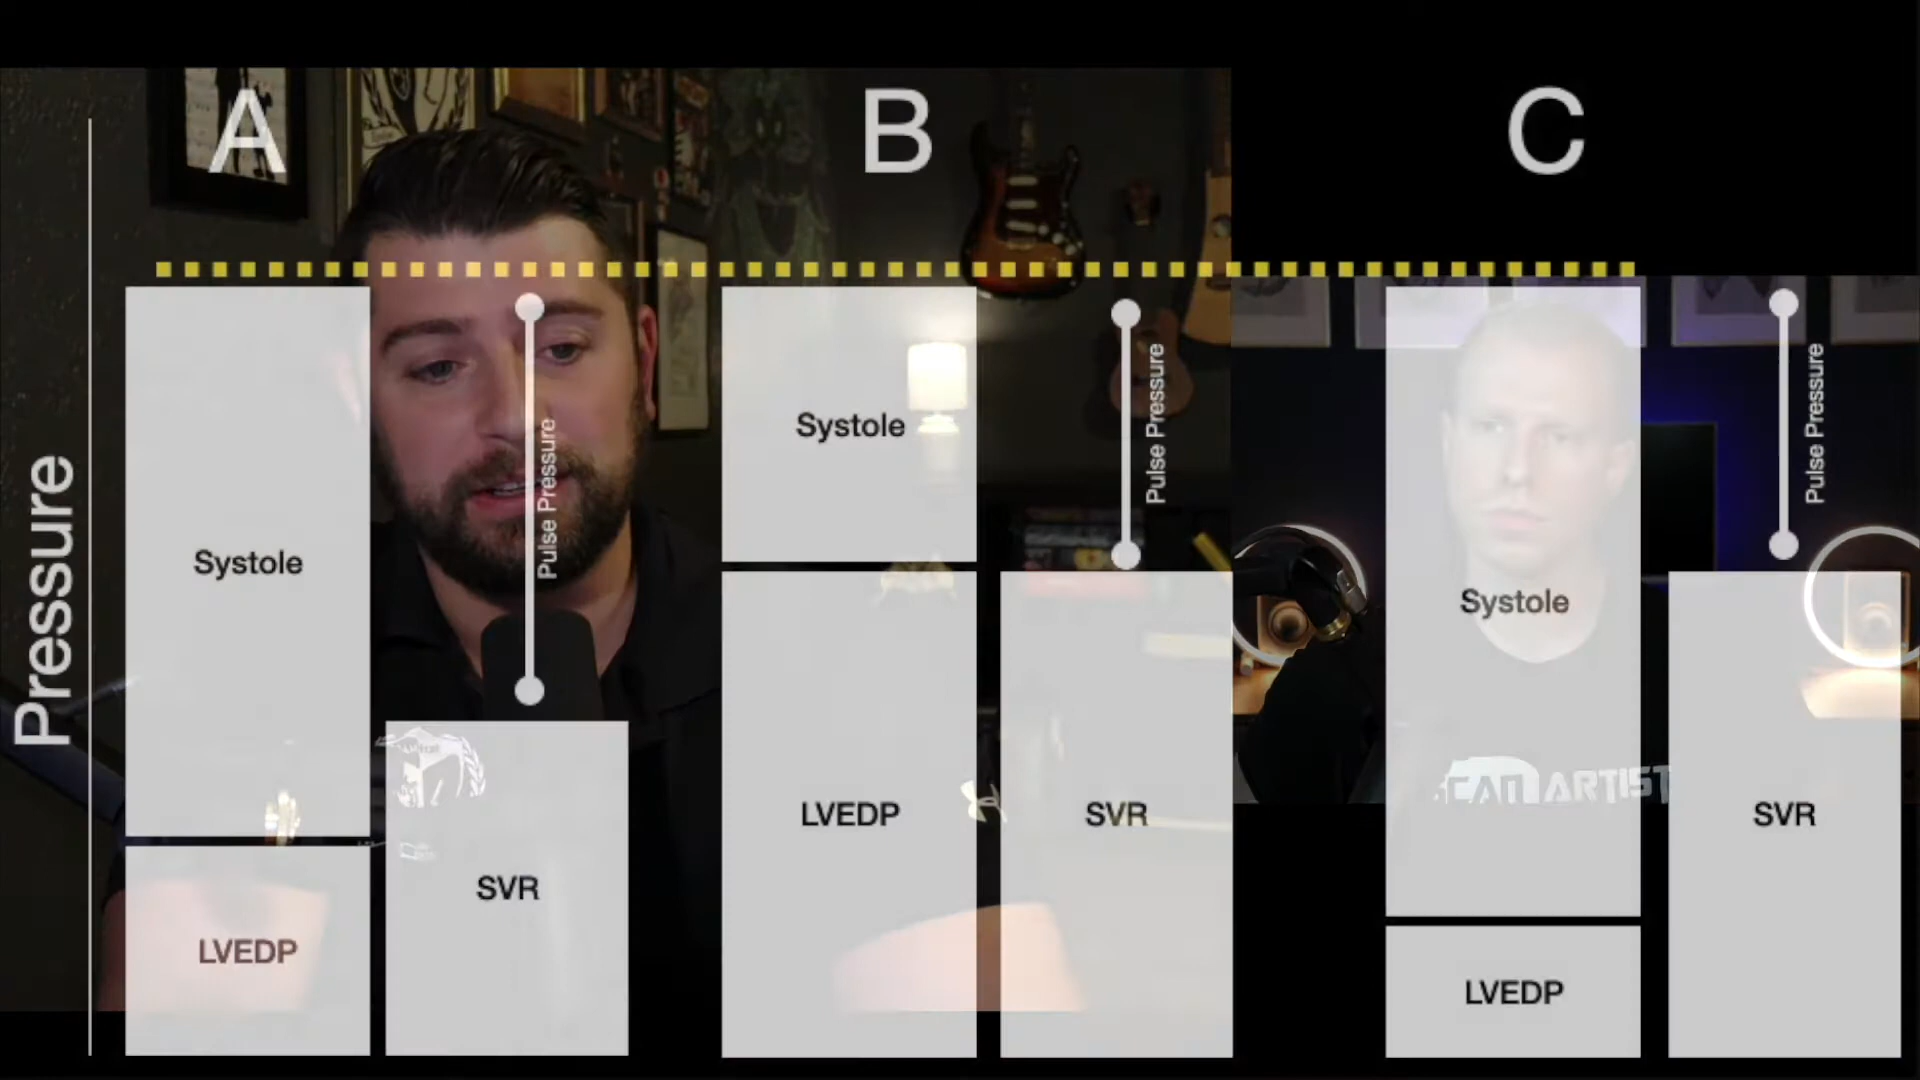 A
B
C
Pressure
Systole
Pulse Pressure
LVEDP
SVR
Systole
Pulse Pressure
LVEDP
SVR
Systole
Pulse Pressure
LVEDP
SVR
ARTIST